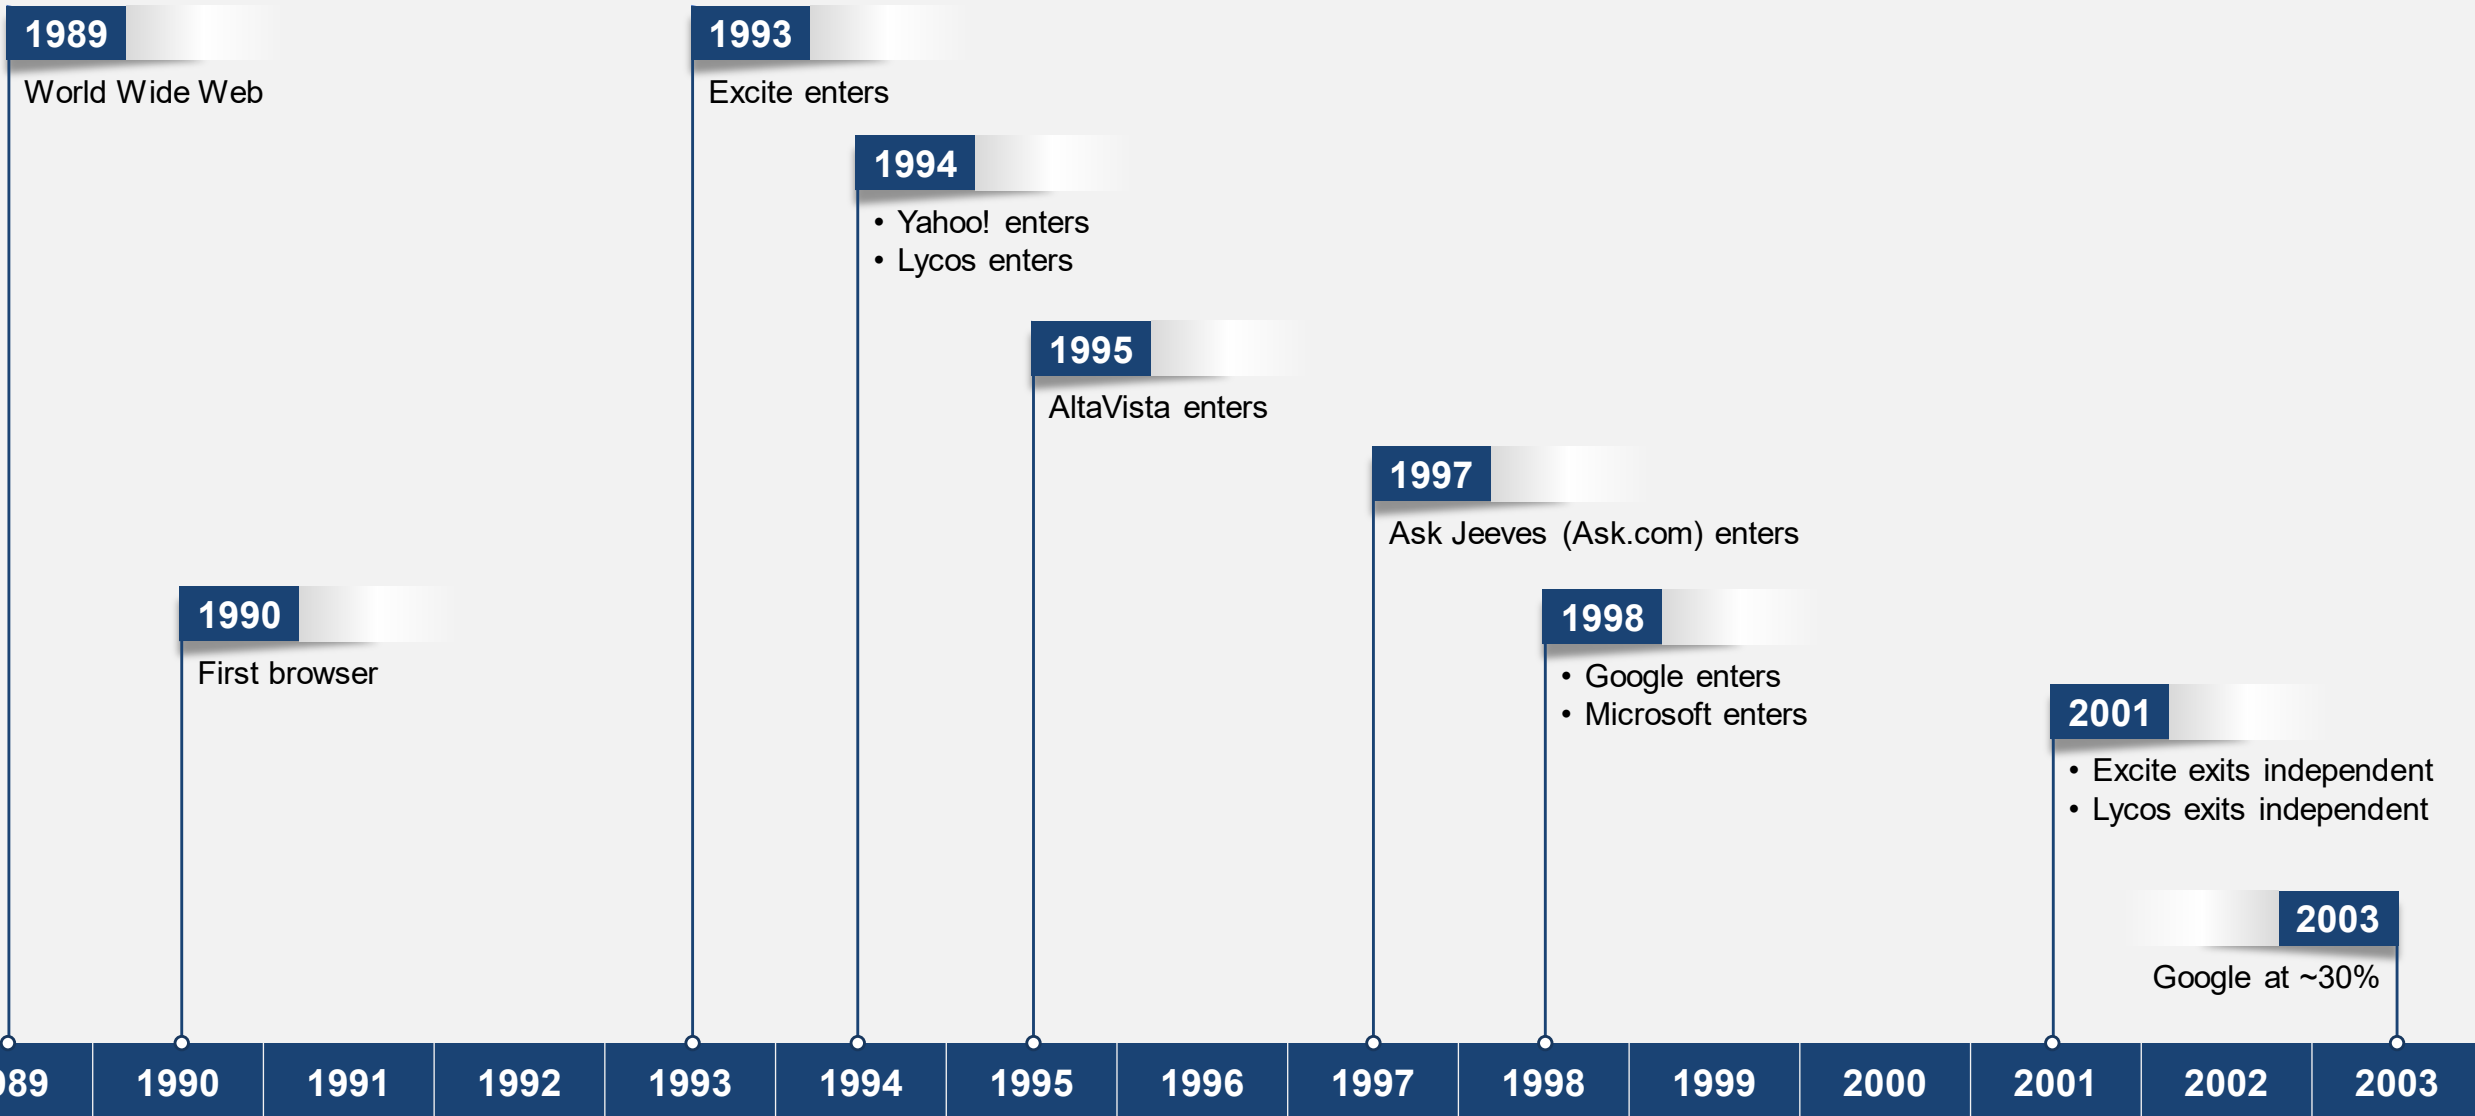 1989
World Wide Web
1993
Excite enters
1994
• Yahoo! enters
• Lycos enters
1995
AltaVista enters
1997
Ask Jeeves (Ask.com) enters
1990
First browser
1998
• Google enters
• Microsoft enters
2001
• Excite exits independent
• Lycos exits independent
2003
Google at ~30%
89 1990 1991 1992 1993 1994 1995 1996 1997 1998 1999 2000 2001 2002 2003